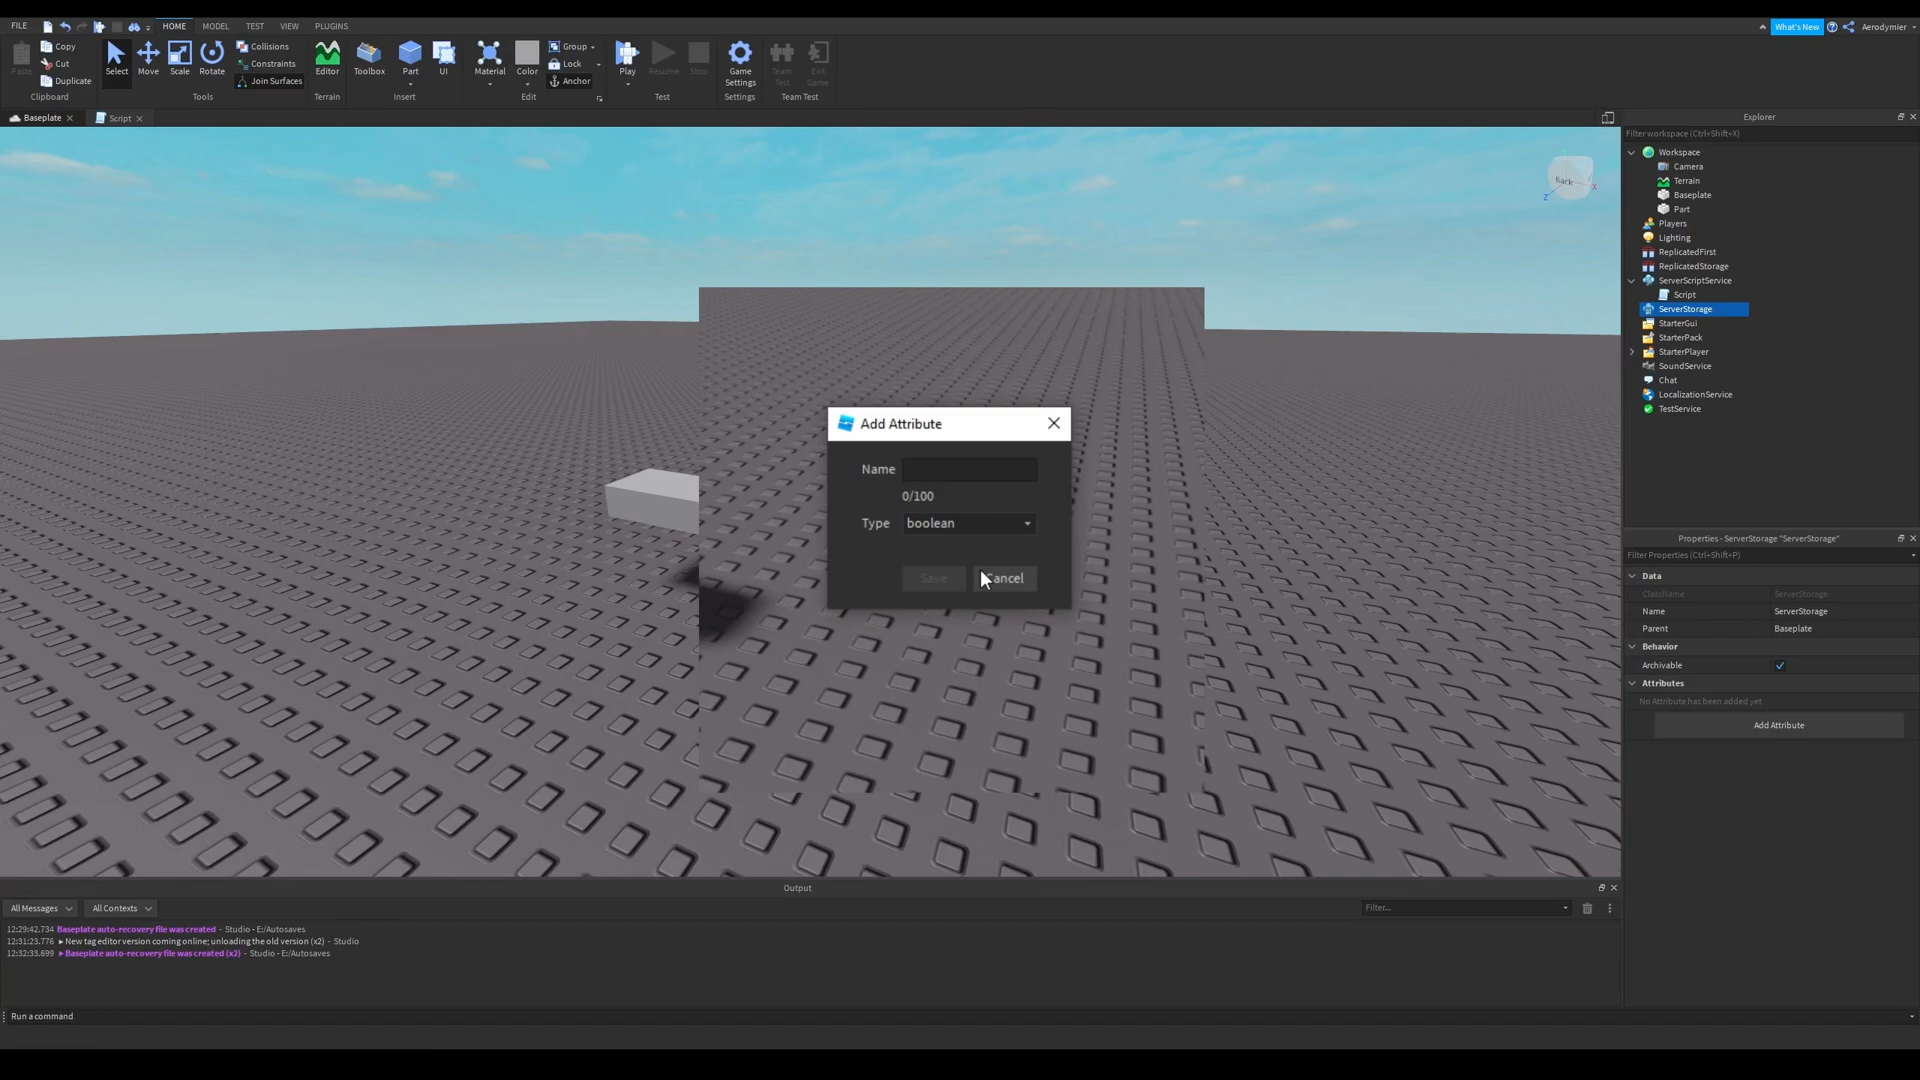 FILE HOME MODEL TEST VIEW PLUGINS What's New Aerodymier
Paste Copy Cut Duplicate Clipboard
Select Move Scale Rotate Collisions Constraints Join Surfaces Tools
Editor Terrain
Toolbox Part UI Insert
Material Color Group Lock Anchor Edit
Play Resume Stop Test
Game Settings Settings
Team Test Exit Game Team Test
Baseplate Script
Back X Z
Add Attribute
Name
0/100
Type boolean
Save Cancel
Explorer
Filter workspace (Ctrl+Shift+X)
Workspace
Camera
Terrain
Baseplate
Part
Players
Lighting
ReplicatedFirst
ReplicatedStorage
ServerScriptService
Script
ServerStorage
StarterGui
StarterPack
StarterPlayer
SoundService
Chat
LocalizationService
TestService
Properties - ServerStorage "ServerStorage"
Filter Properties (Ctrl+Shift+P)
Data
ClassName ServerStorage
Name ServerStorage
Parent Baseplate
Behavior
Archivable
Attributes
No Attribute has been added yet
Add Attribute
Output
All Messages All Contexts Filter...
12:29:42.734 Baseplate auto-recovery file was created - Studio - E:/Autosaves
12:31:23.776 New tag editor version coming online; unloading the old version (x2) - Studio
12:32:33.699 Baseplate auto-recovery file was created (x2) - Studio - E:/Autosaves
Run a command